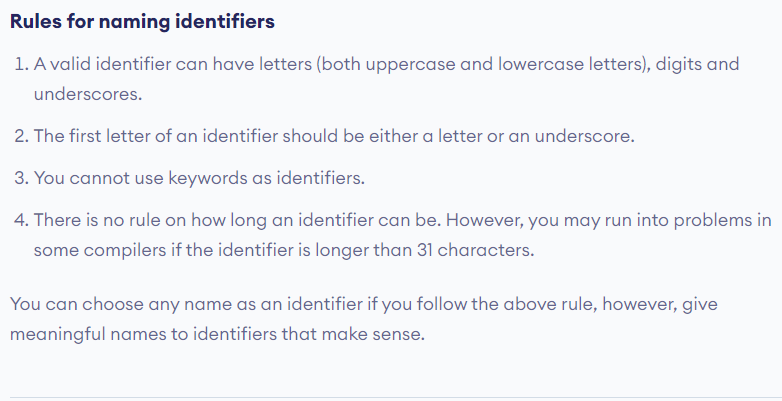 Rules for naming identifiers
1. A valid identifier can have letters (both uppercase and lowercase letters), digits and
underscores.
2. The first letter of an identifier should be either a letter or an underscore.
3. You cannot use keywords as identifiers.
4. There is no rule on how long an identifier can be. However, you may run into problems in
some compilers if the identifier is longer than 31 characters.
You can choose any name as an identifier if you follow the above rule, however, give
meaningful names to identifiers that make sense.